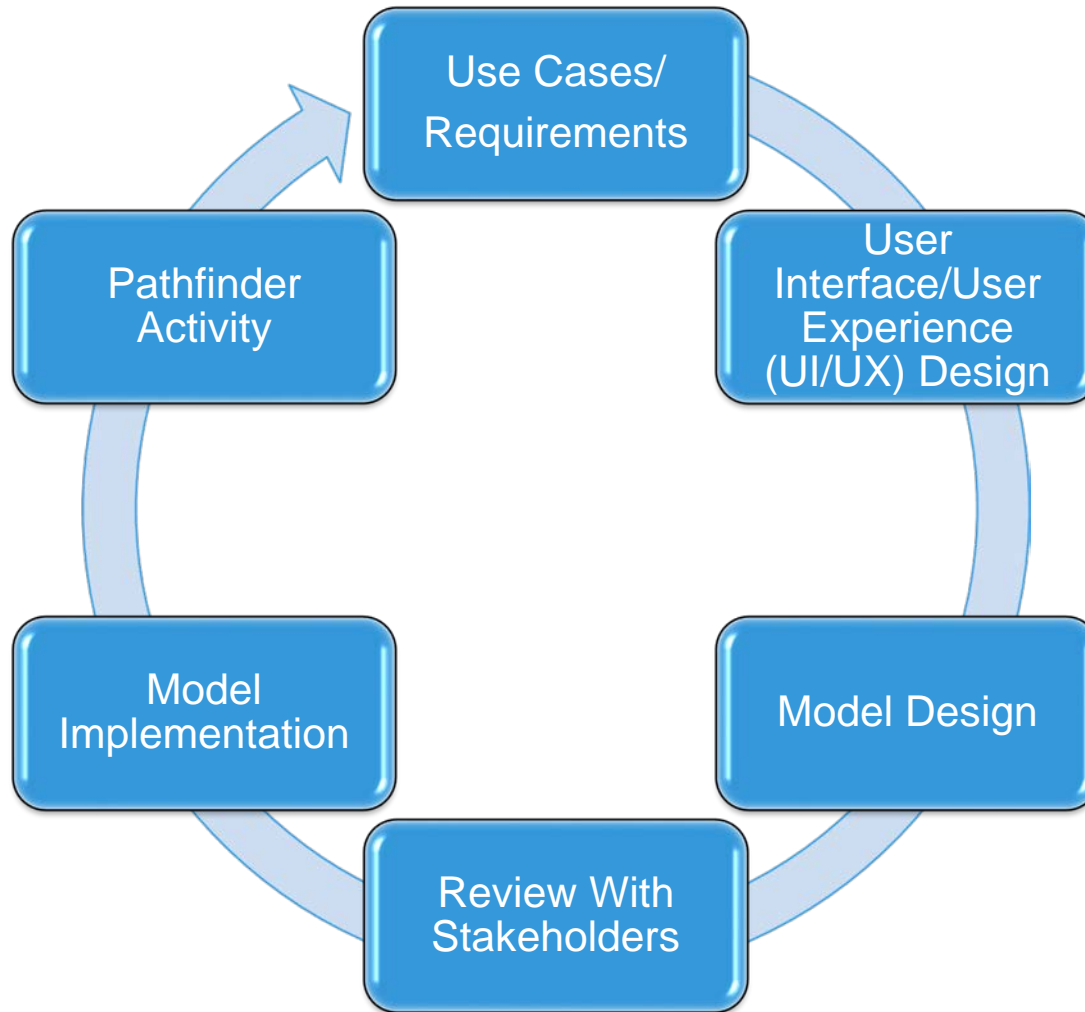 Use Cases/
Requirements
User
Interface/User
Experience
(UI/UX) Design
Model Design
Review With
Stakeholders
Model
Implementation
Pathfinder
Activity